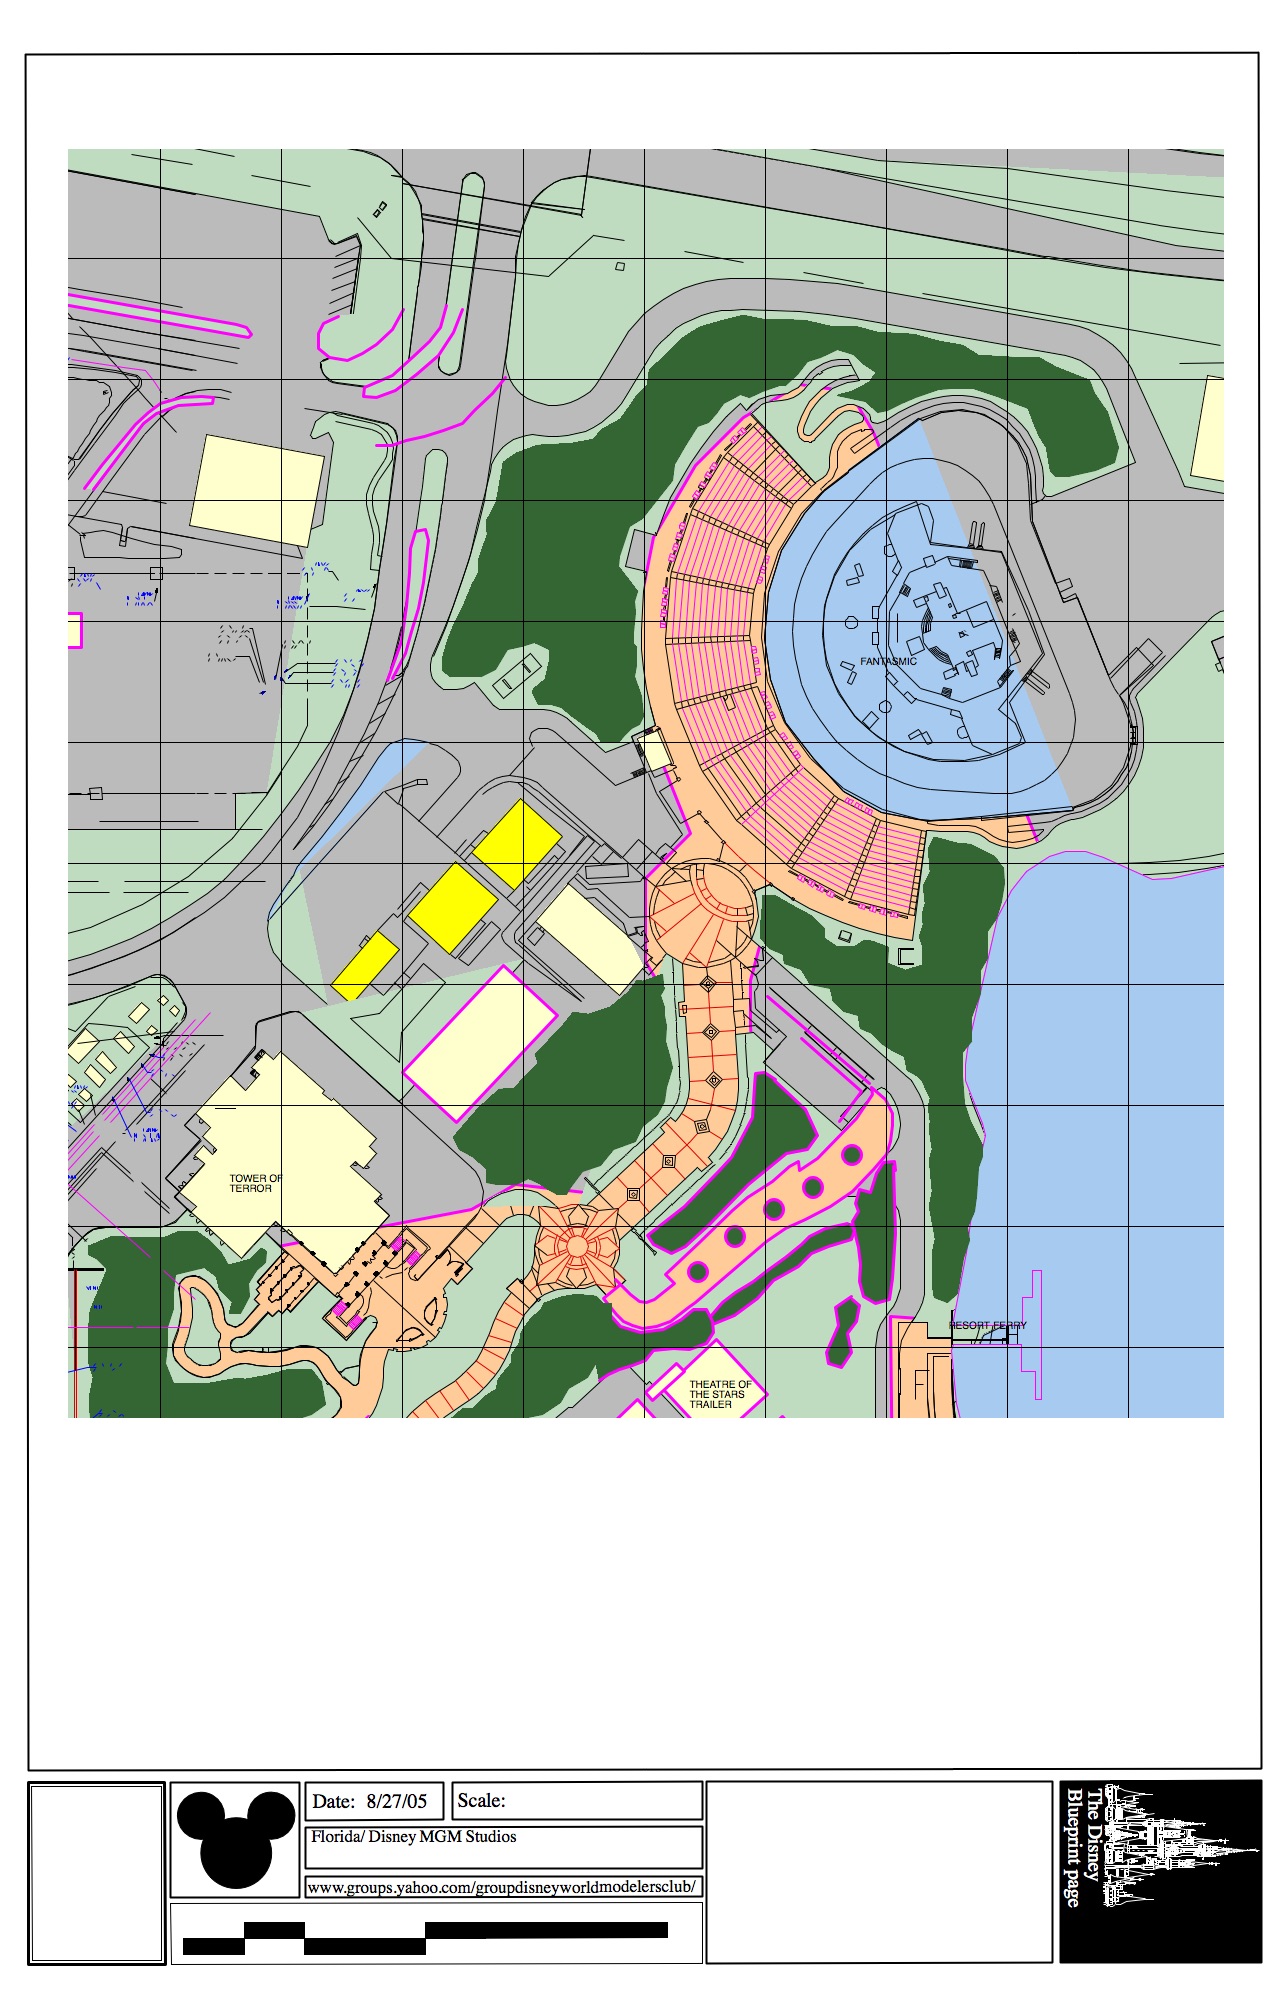 FANTASMIC
TOWER OF
TERROR
RESORT FERRY
THEATRE OF
THE STARS
TRAILER
Date: 8/27/05
Scale:
Florida/ Disney MGM Studios
www.groups.yahoo.com/groupdisneyworldmodelersclub/
The Disney
Blueprint page